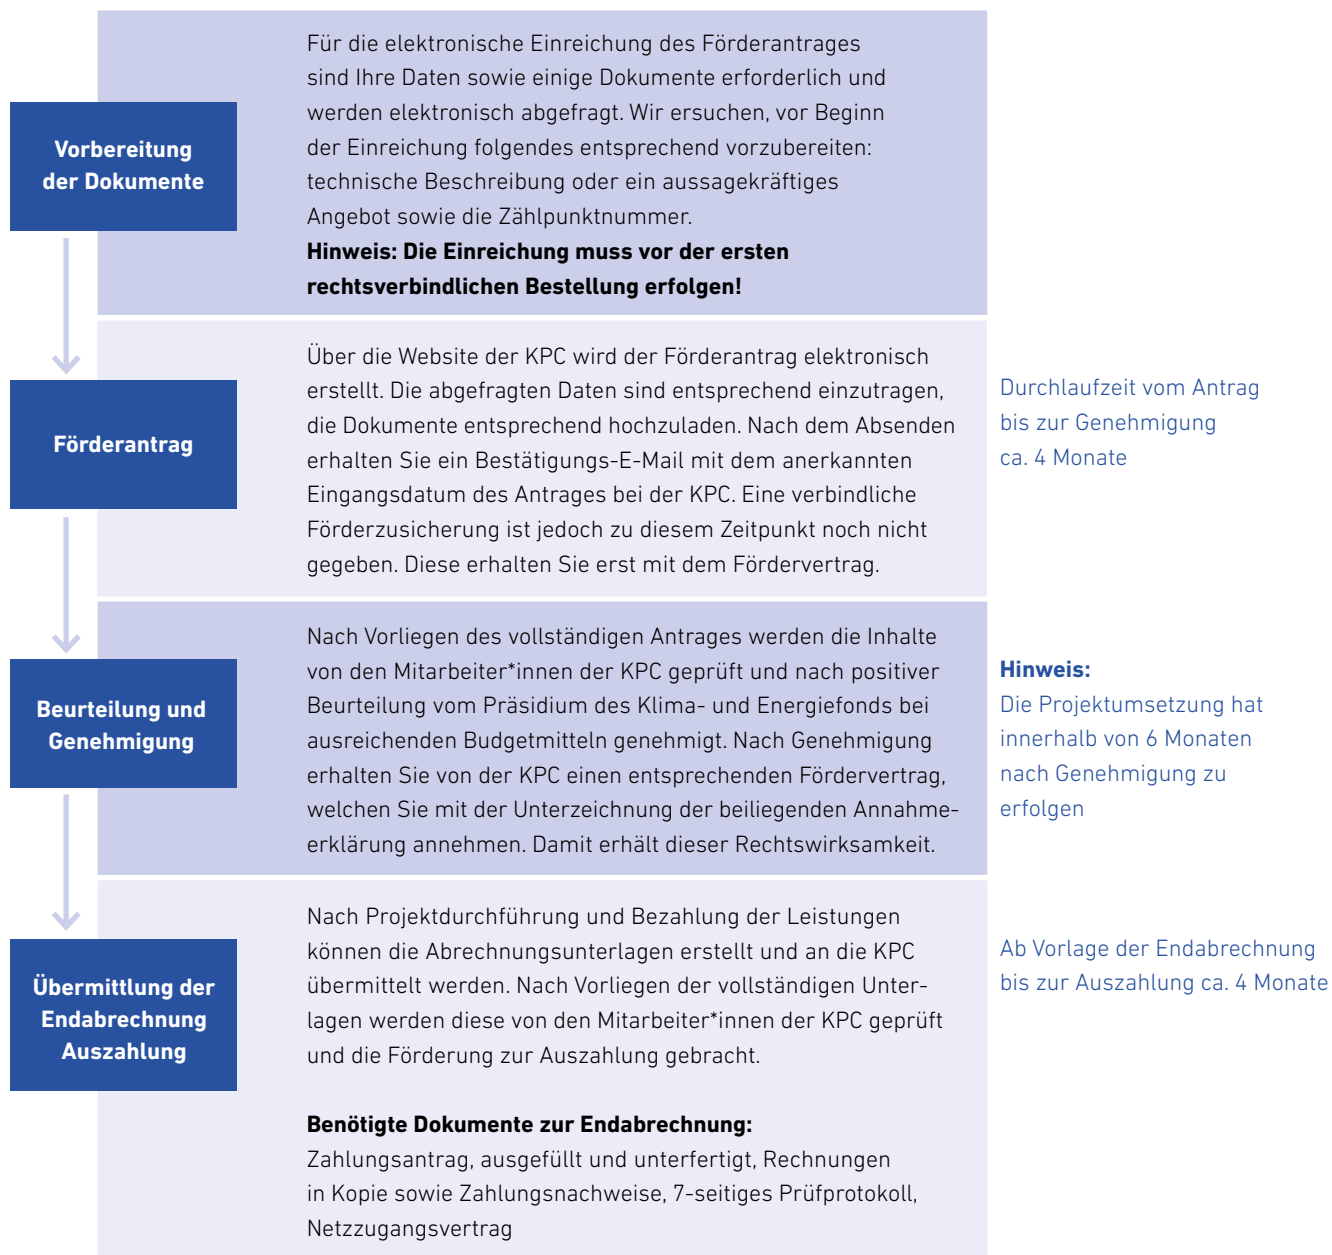 Vorbereitung
der Dokumente
Für die elektronische Einreichung des Förderantrages
sind Ihre Daten sowie einige Dokumente erforderlich und
werden elektronisch abgefragt. Wir ersuchen, vor Beginn
der Einreichung folgendes entsprechend vorzubereiten:
technische Beschreibung oder ein aussagekräftiges
Angebot sowie die Zählpunktnummer.
Hinweis: Die Einreichung muss vor der ersten
rechtsverbindlichen Bestellung erfolgen!
Förderantrag
Über die Website der KPC wird der Förderantrag elektronisch
erstellt. Die abgefragten Daten sind entsprechend einzutragen,
die Dokumente entsprechend hochzuladen. Nach dem Absenden
erhalten Sie ein Bestätigungs-E-Mail mit dem anerkannten
Eingangsdatum des Antrages bei der KPC. Eine verbindliche
Förderzusicherung ist jedoch zu diesem Zeitpunkt noch nicht
gegeben. Diese erhalten Sie erst mit dem Fördervertrag.
Durchlaufzeit vom Antrag
bis zur Genehmigung
ca. 4 Monate
Beurteilung und
Genehmigung
Nach Vorliegen des vollständigen Antrages werden die Inhalte
von den Mitarbeiter*innen der KPC geprüft und nach positiver
Beurteilung vom Präsidium des Klima- und Energiefonds bei
ausreichenden Budgetmitteln genehmigt. Nach Genehmigung
erhalten Sie von der KPC einen entsprechenden Fördervertrag,
welchen Sie mit der Unterzeichnung der beiliegenden Annahme-
erklärung annehmen. Damit erhält dieser Rechtswirksamkeit.
Hinweis:
Die Projektumsetzung hat
innerhalb von 6 Monaten
nach Genehmigung zu
erfolgen
Übermittlung der
Endabrechnung
Auszahlung
Nach Projektdurchführung und Bezahlung der Leistungen
können die Abrechnungsunterlagen erstellt und an die KPC
übermittelt werden. Nach Vorliegen der vollständigen Unter-
lagen werden diese von den Mitarbeiter*innen der KPC geprüft
und die Förderung zur Auszahlung gebracht.
Benötigte Dokumente zur Endabrechnung:
Zahlungsantrag, ausgefüllt und unterfertigt, Rechnungen
in Kopie sowie Zahlungsnachweise, 7-seitiges Prüfprotokoll,
Netzzugangsvertrag
Ab Vorlage der Endabrechnung
bis zur Auszahlung ca. 4 Monate